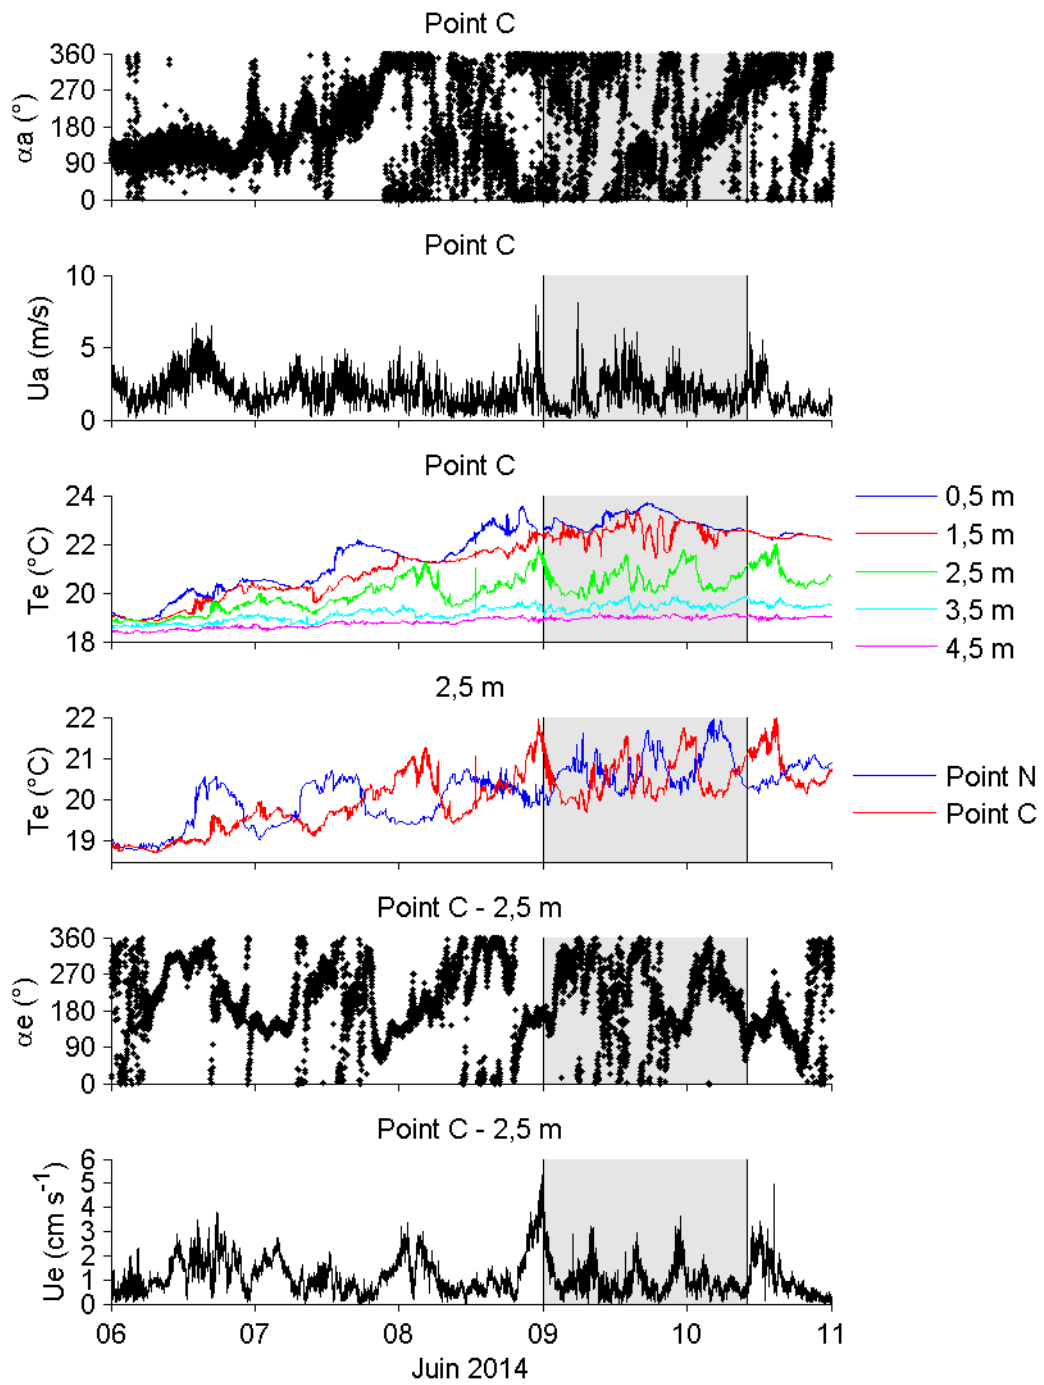 Point C
360
270
180
90
0
αa (°)
Point C
10
5
0
Ua (m/s)
Point C
24
22
20
18
Te (°C)
0,5 m
1,5 m
2,5 m
3,5 m
4,5 m
2,5 m
22
21
20
19
Te (°C)
Point N
Point C
Point C - 2,5 m
360
270
180
90
0
αe (°)
Point C - 2,5 m
6
5
4
3
2
1
0
Ue (cm s⁻¹)
06 07 08 09 10 11
Juin 2014